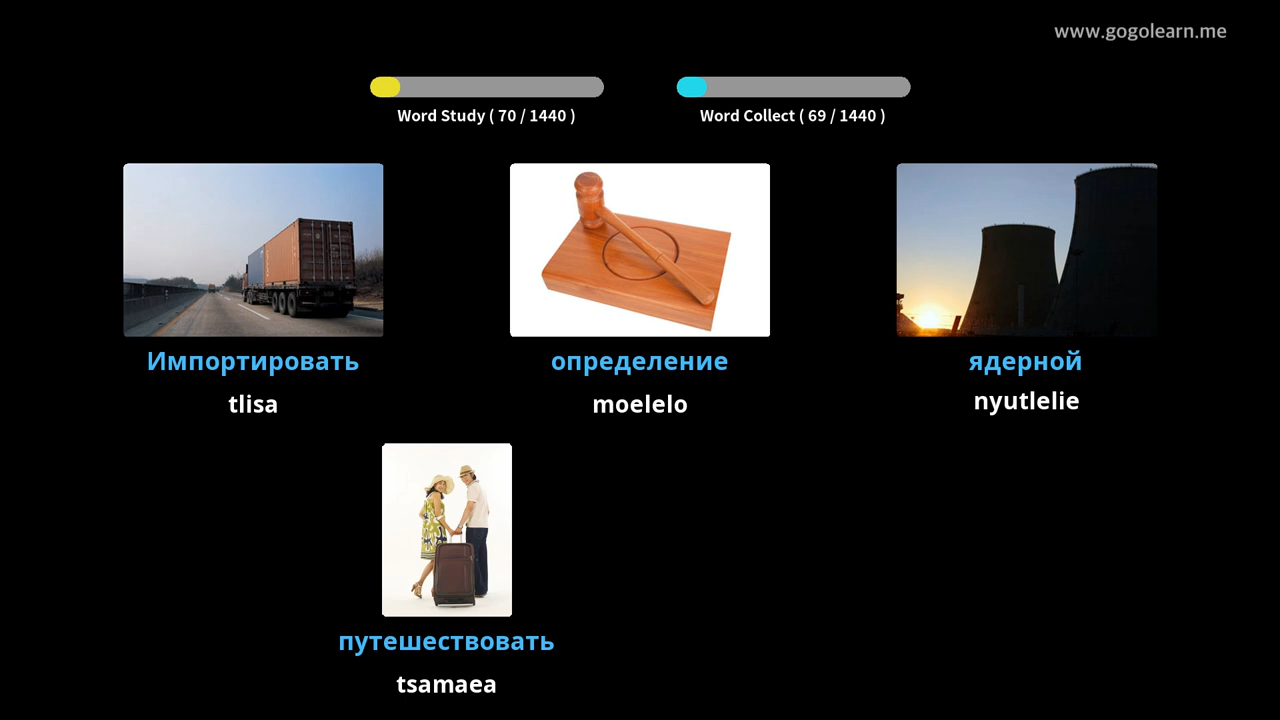 www.gogolearn.me
Word Study ( 70 / 1440 )
Word Collect ( 69 / 1440 )
Импортировать
определение
ядерной
tlisa
moelelo
nyutlelie
путешествовать
tsamaea